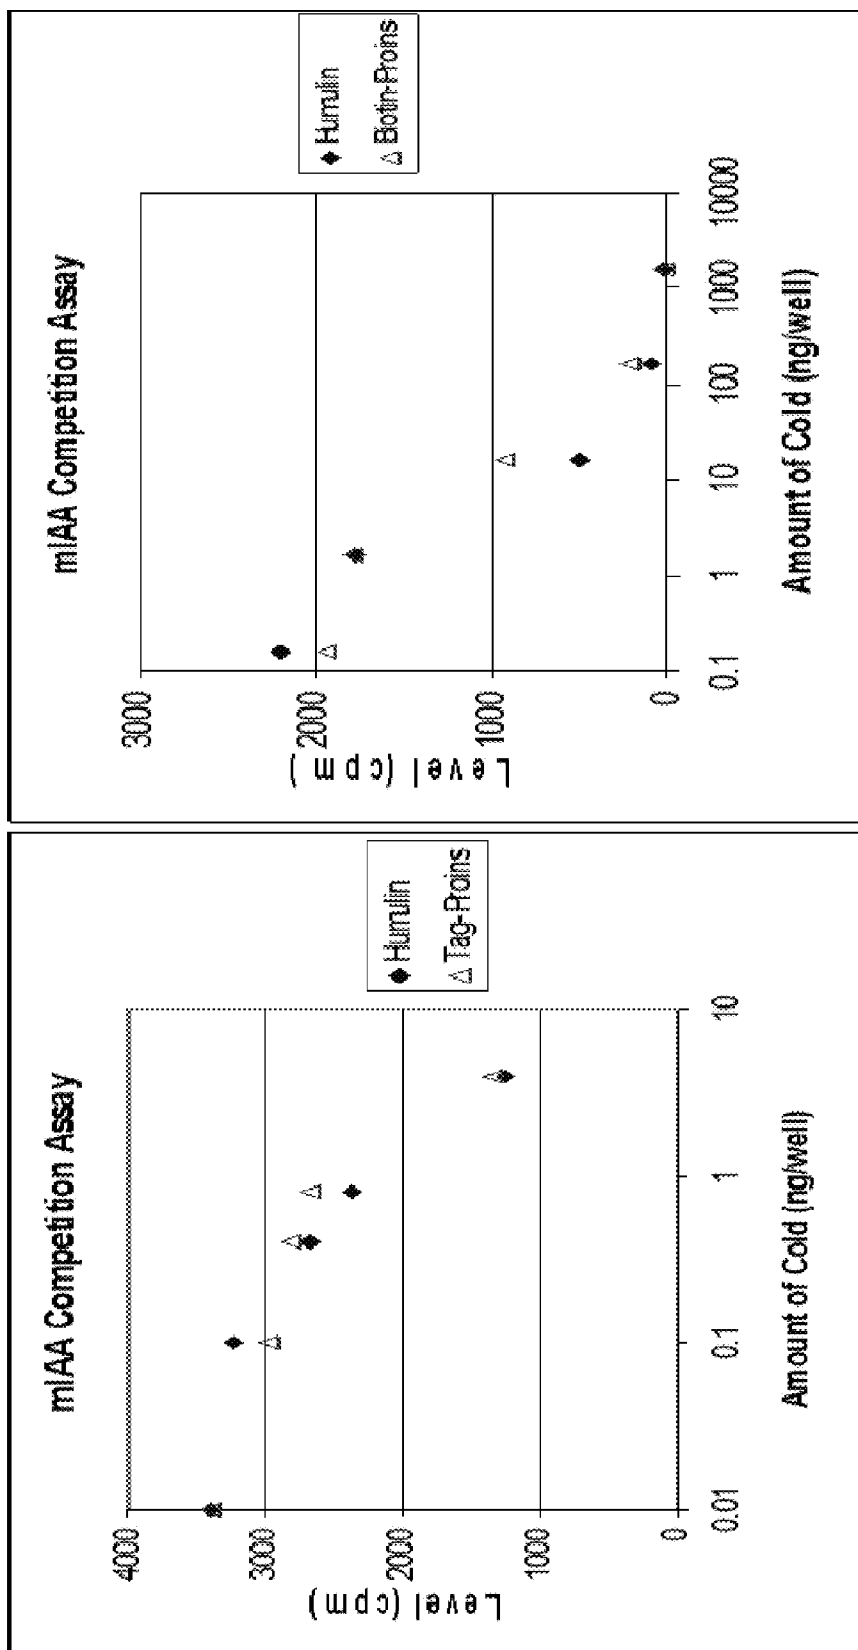 mIAA Competition Assay
4000
3000
2000
1000
0
Level (cpm)
0.01
0.1
1
10
Amount of Cold (ng/well)
Humulin
Tag-Proins
mIAA Competition Assay
3000
2000
1000
0
Level (cpm)
0.1
1
10
100
1000
10000
Amount of Cold (ng/well)
Humulin
Biotin-Proins